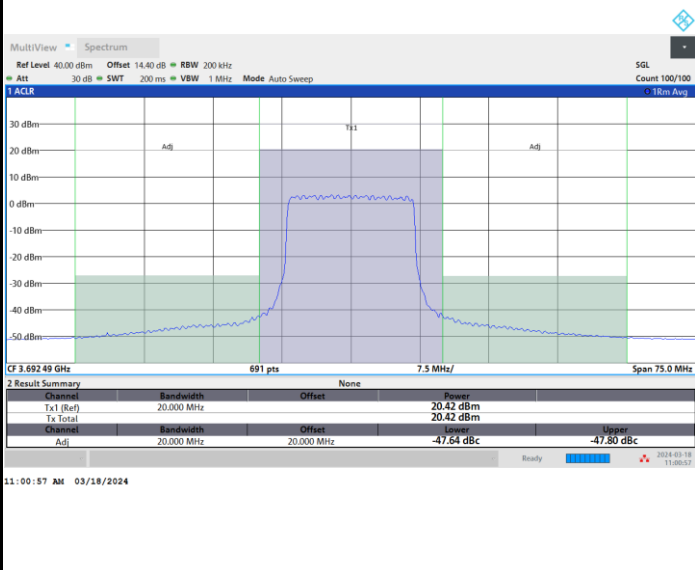 MultiView Spectrum
Ref Level 40.00 dBm Offset 14.40 dB RBW 200 kHz SGL
Att 30 dB SWT 200 ms VBW 1 MHz Mode Auto Sweep Count 100/100
1 ACLR 1Rm Avg
Tx1
30 dBm
Adj Adj
20 dBm
10 dBm
0 dBm
-10 dBm
-20 dBm
-30 dBm
-40 dBm
-50 dBm
CF 3.692 49 GHz 691 pts 7.5 MHz/ Span 75.0 MHz
2 Result Summary None
Channel Bandwidth Offset Power
Tx1 (Ref) 20.000 MHz 20.42 dBm
Tx Total 20.42 dBm
Channel Bandwidth Offset Lower Upper
Adj 20.000 MHz 20.000 MHz -47.64 dBc -47.80 dBc
Ready 2024-03-18
11:00:57
11:00:57 AM 03/18/2024